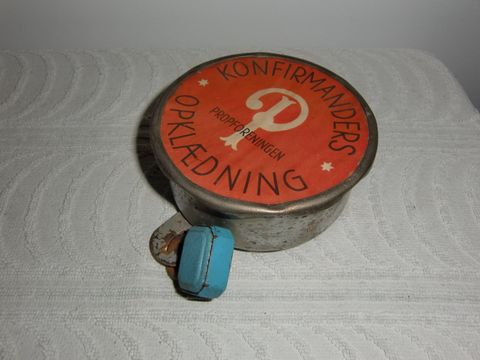 KONFIRMANDERS
P
PROPFORENINGEN
OPKLÆDNING